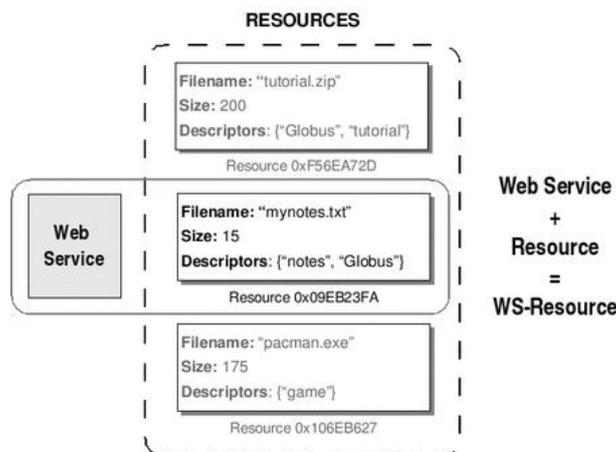 RESOURCES
Filename: “tutorial.zip”
Size: 200
Descriptors: {“Globus”, “tutorial”}
Resource 0xF56EA72D
Web
Service
Filename: “mynotes.txt”
Size: 15
Descriptors: {“notes”, “Globus”}
Resource 0x09EB23FA
Filename: “pacman.exe”
Size: 175
Descriptors: {“game”}
Resource 0x106EB627
Web Service
+
Resource
=
WS-Resource